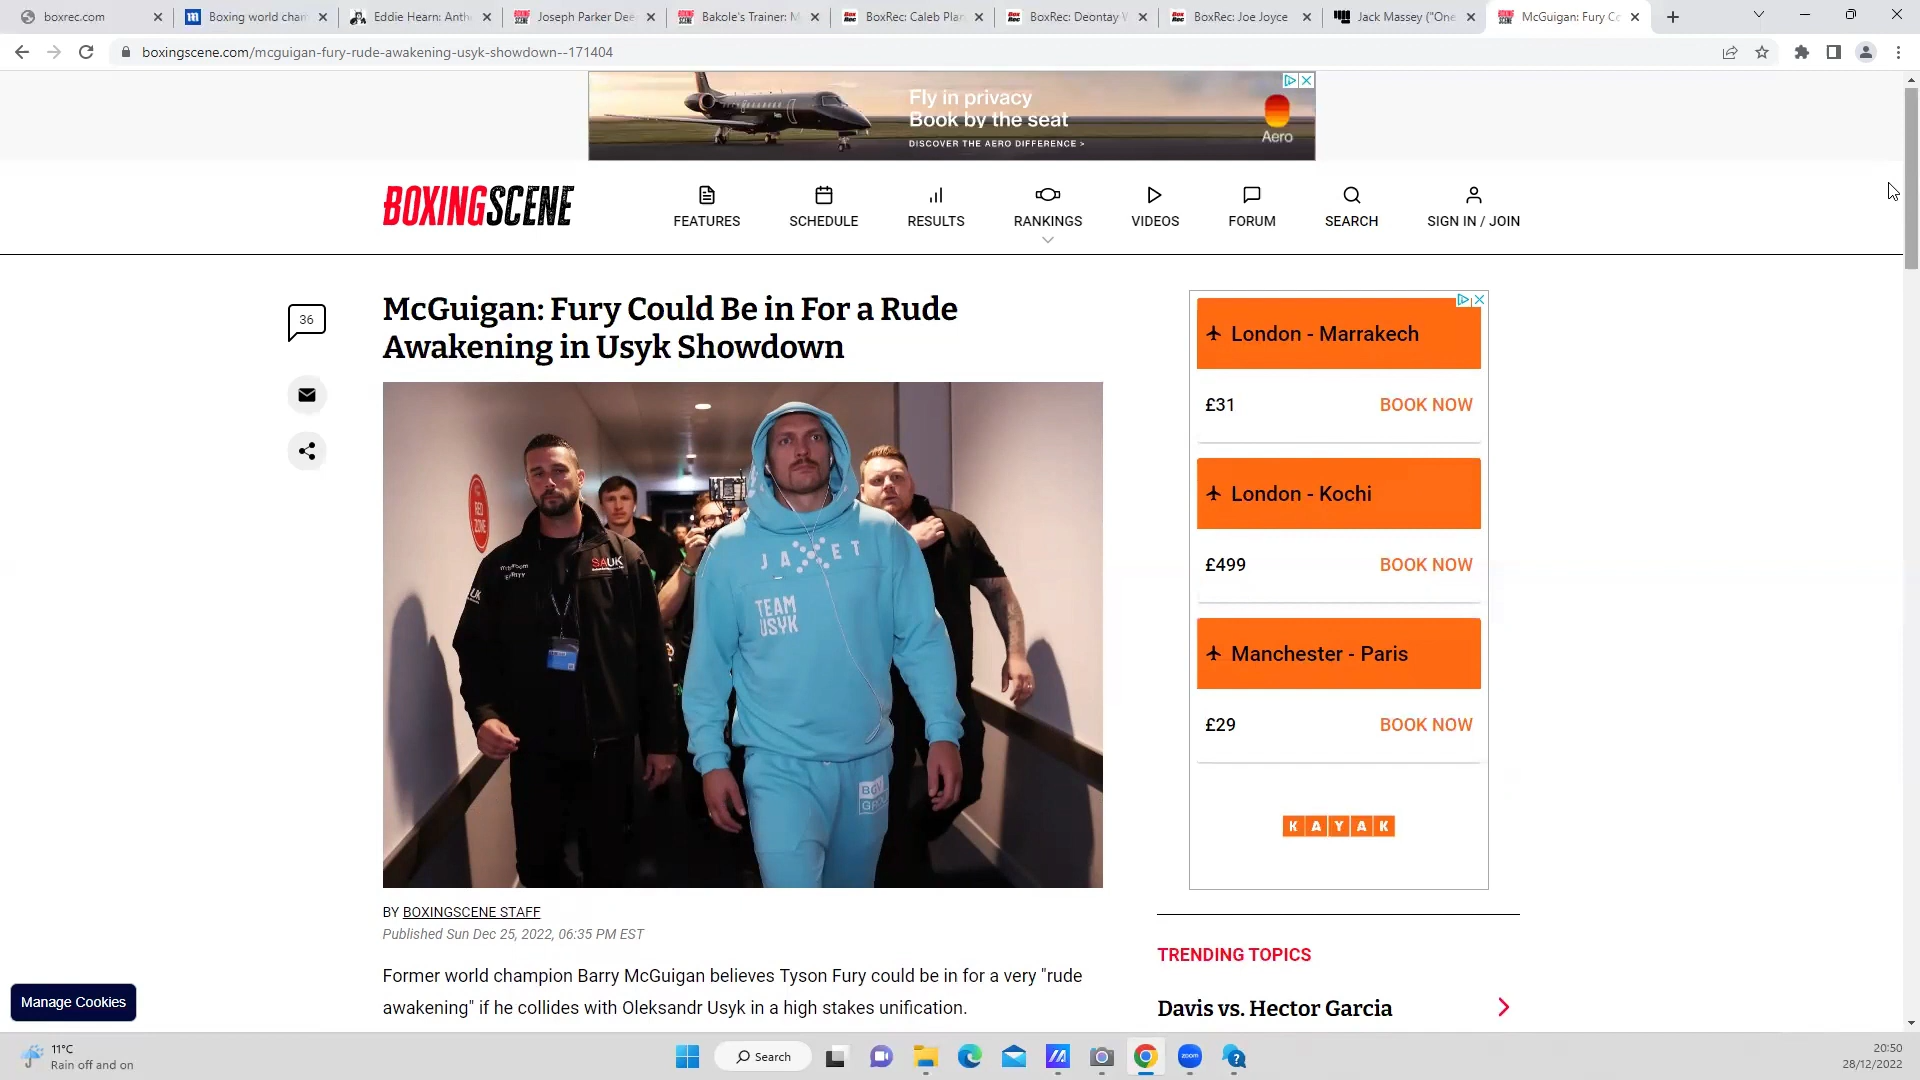 boxrec.com
Boxing world cham
Eddie Hearn: Anth
Joseph Parker Dee
Bakole's Trainer: M
BoxRec: Caleb Plan
BoxRec: Deontay W
BoxRec: Joe Joyce
Jack Massey ("One
McGuigan: Fury Co
boxingscene.com/mcguigan-fury-rude-awakening-usyk-showdown--171404
Fly in privacy
Book by the seat
DISCOVER THE AERO DIFFERENCE >
Aero
BOXINGSCENE
FEATURES
SCHEDULE
RESULTS
RANKINGS
VIDEOS
FORUM
SEARCH
SIGN IN / JOIN
36
McGuigan: Fury Could Be in For a Rude
Awakening in Usyk Showdown
RED
ZONE
SAUK
UK
JAXET
TEAM
USYK
BGV
BY BOXINGSCENE STAFF
Published Sun Dec 25, 2022, 06:35 PM EST
Former world champion Barry McGuigan believes Tyson Fury could be in for a very "rude
awakening" if he collides with Oleksandr Usyk in a high stakes unification.
London - Marrakech
£31 BOOK NOW
London - Kochi
£499 BOOK NOW
Manchester - Paris
£29 BOOK NOW
KAYAK
TRENDING TOPICS
Davis vs. Hector Garcia
Manage Cookies
11°C
Rain off and on
Search
zoom
20:50
28/12/2022